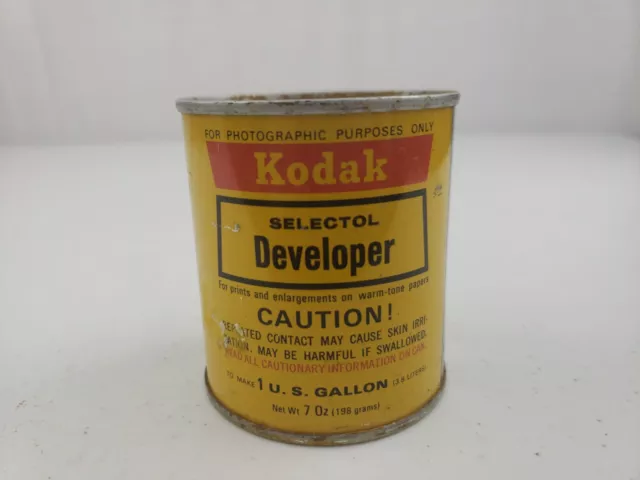 FOR PHOTOGRAPHIC PURPOSES ONLY
Kodak
SELECTOL
Developer
For prints and enlargements on warm-tone papers
CAUTION!
REPEATED CONTACT MAY CAUSE SKIN IRRI-
TATION. MAY BE HARMFUL IF SWALLOWED.
READ ALL CAUTIONARY INFORMATION ON CAN.
TO MAKE 1 U. S. GALLON (3.8 LITERS)
Net Wt 7 Oz (198 grams)